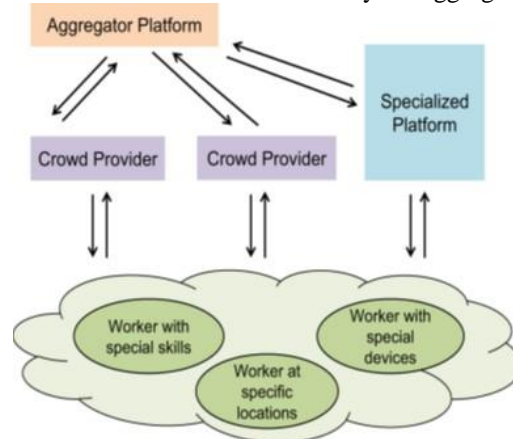 Aggregator Platform
Specialized
Platform
Crowd Provider
Crowd Provider
Worker with
special skills
Worker with
special
devices
Worker at
specific
locations